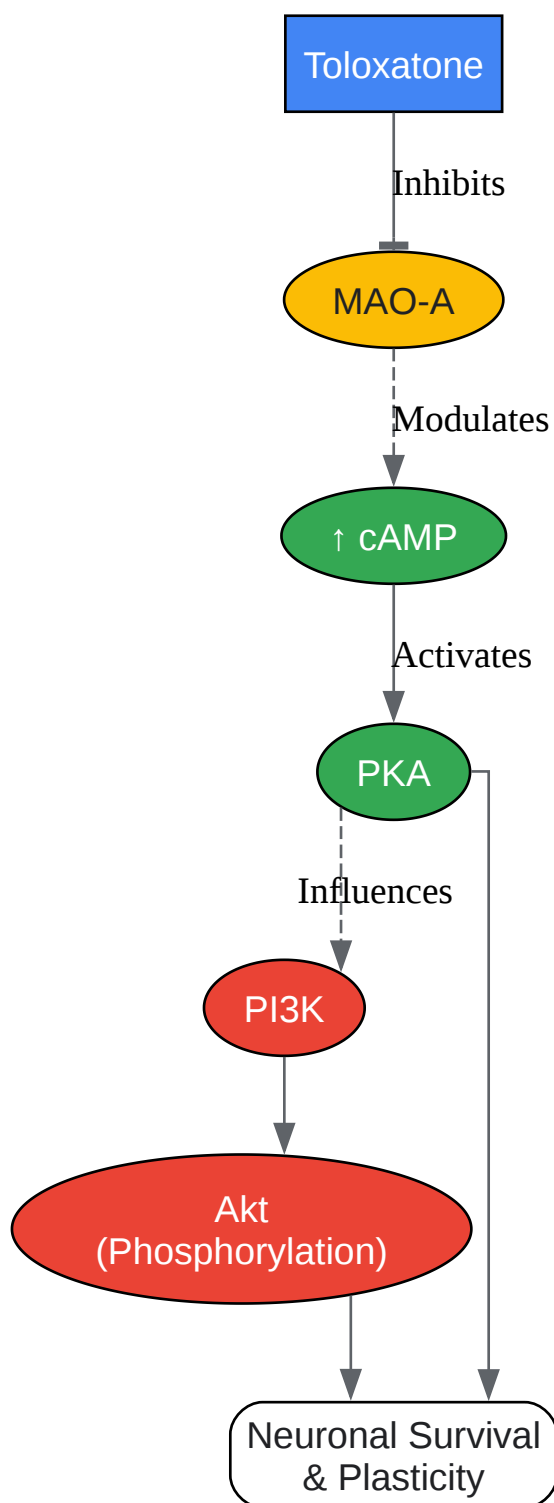 Toloxatone
Inhibits
MAO-A
Modulates
↑ cAMP
Activates
PKA
Influences
PI3K
Akt
(Phosphorylation)
Neuronal Survival
& Plasticity